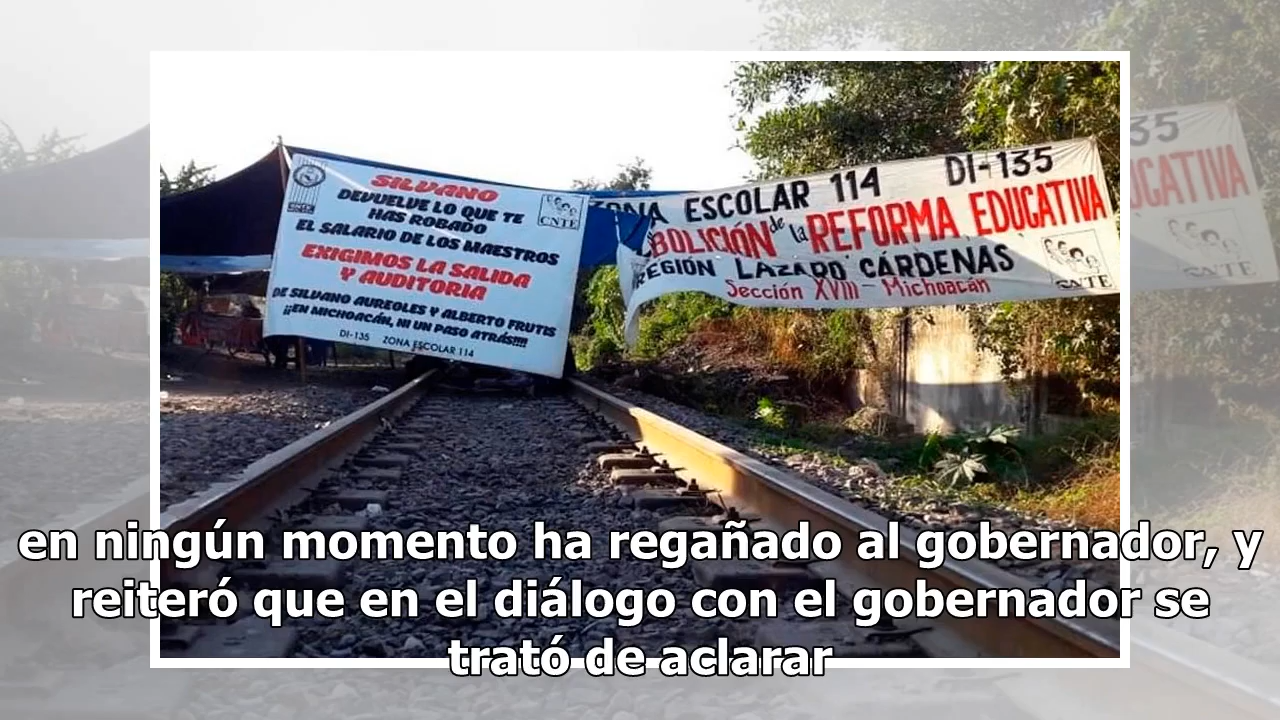 SILVANO
DEVUELVE LO QUE TE
HAS ROBADO
EL SALARIO DE LOS MAESTROS
EXIGIMOS LA SALIDA
Y AUDITORIA
DE SILVANO AUREOLES Y ALBERTO FRUTIS
¡¡EN MICHOACÁN, NI UN PASO ATRÁS!!!!
DI-135 ZONA ESCOLAR 114
CNTE
ZONA ESCOLAR 114 DI-135
ABOLICIÓN de la REFORMA EDUCATIVA
REGIÓN LAZARO CÁRDENAS
Sección XVIII - Michoacán
CNTE
35
UCATIVA
CNTE
en ningún momento ha regañado al gobernador, y
reiteró que en el diálogo con el gobernador se
trató de aclarar